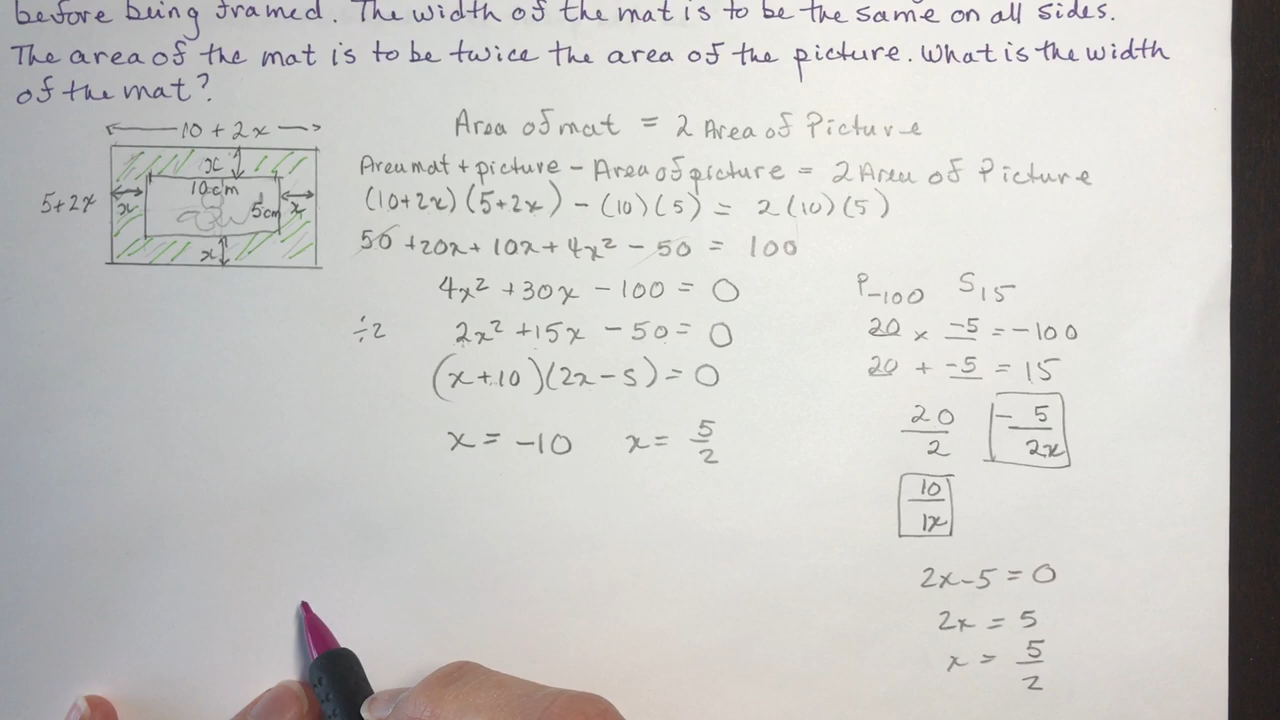 before being framed. The width of the mat is to be the same on all sides.
The area of the mat is to be twice the area of the picture. What is the width
of the mat?
10 + 2x
5+2x
x
10cm
x
5cm
x
x
Area of mat = 2 Area of Picture
Area mat + picture - Area of picture = 2 Area of Picture
(10+2x)(5+2x) - (10)(5) = 2(10)(5)
50 + 20x + 10x + 4x² - 50 = 100
4x² + 30x - 100 = 0
÷2 2x² + 15x - 50 = 0
(x+10)(2x-5) = 0
x = -10 x = 5/2
P-100 S15
20 x -5 = -100
20 + -5 = 15
20/2 -5/2x
10/1x
2x-5 = 0
2x = 5
x = 5/2